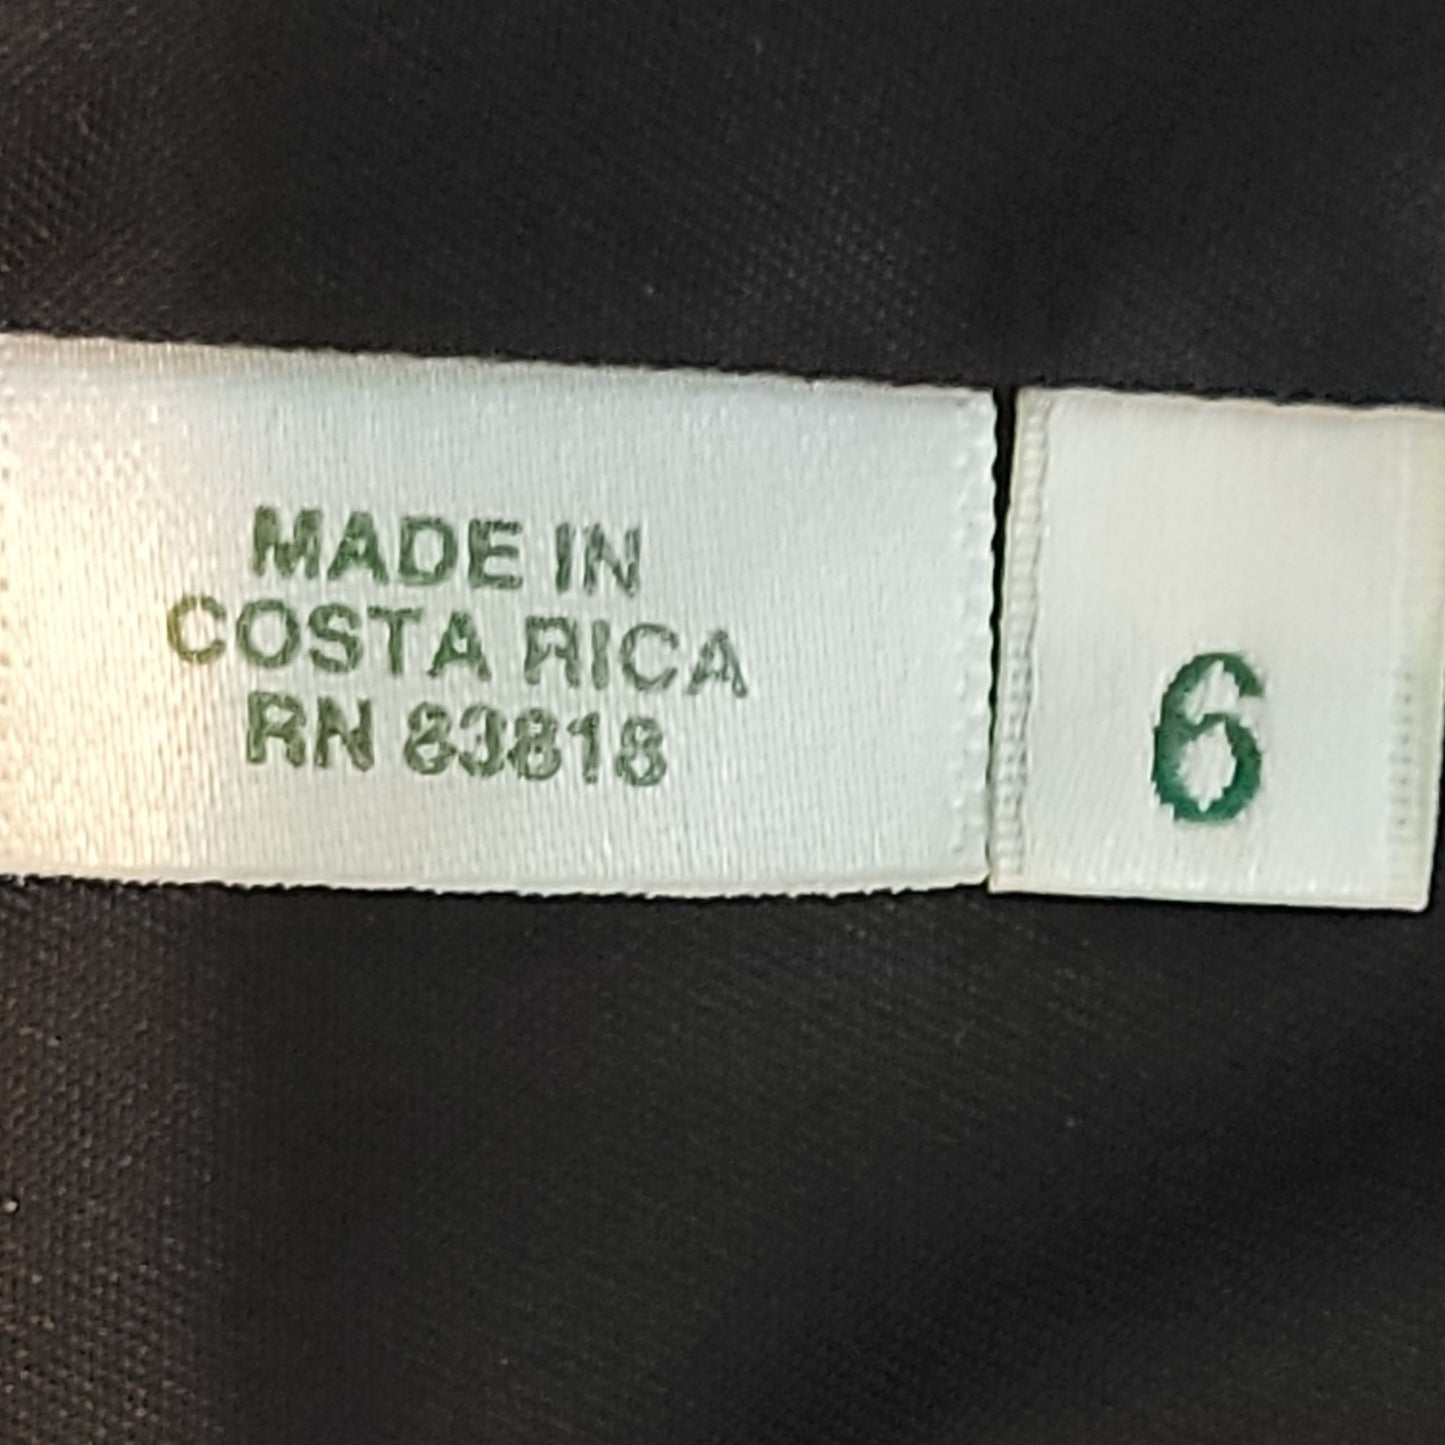 MADE IN
COSTA RICA
RN 83818
6